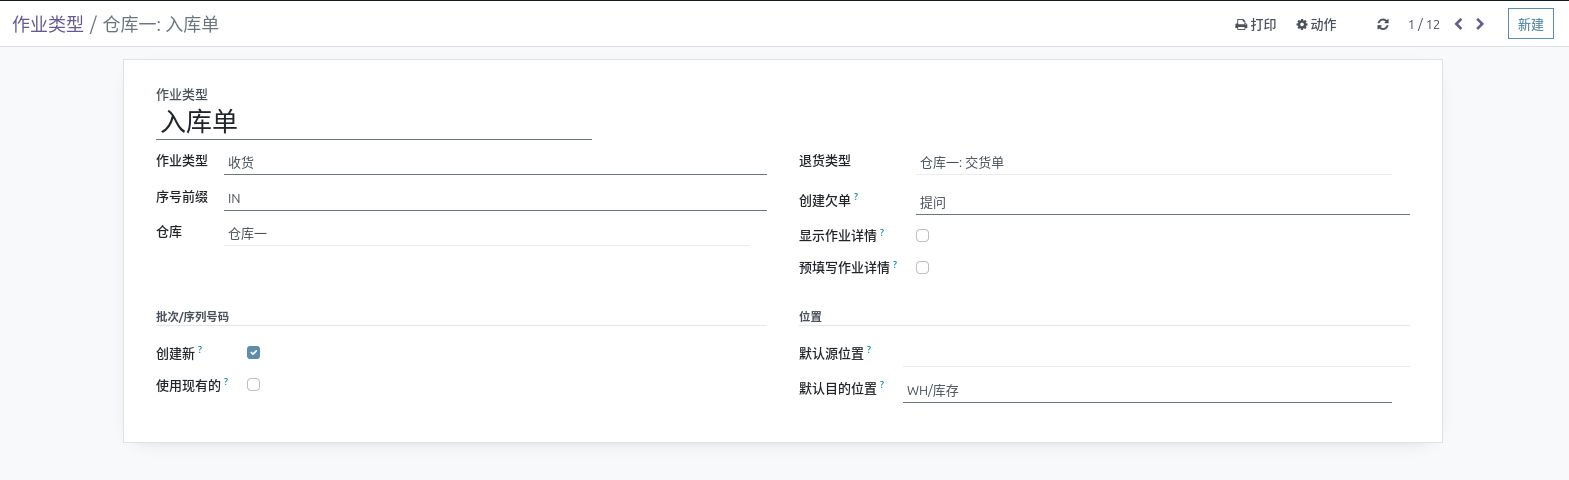 作业类型 / 仓库一: 入库单
打印 动作 1 / 12 新建
作业类型
入库单
作业类型 收货
序号前缀 IN
仓库 仓库一
退货类型 仓库一: 交货单
创建欠单 ? 提问
显示作业详情 ?
预填写作业详情 ?
批次/序列号码
创建新 ?
使用现有的 ?
位置
默认源位置 ?
默认目的位置 ? WH/库存